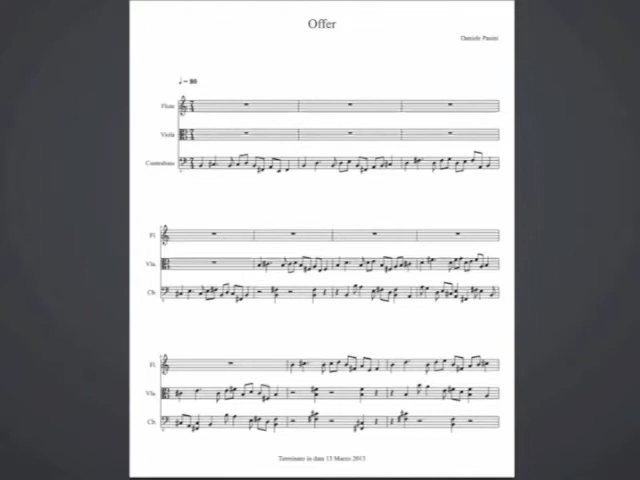 Offer
Daniele Pasini
♩ = 80
Flute
Viola
Contrabass
Fl.
Vla.
Cb.
Fl.
Vla.
Cb.
Terminato in data 15 Marzo 2013